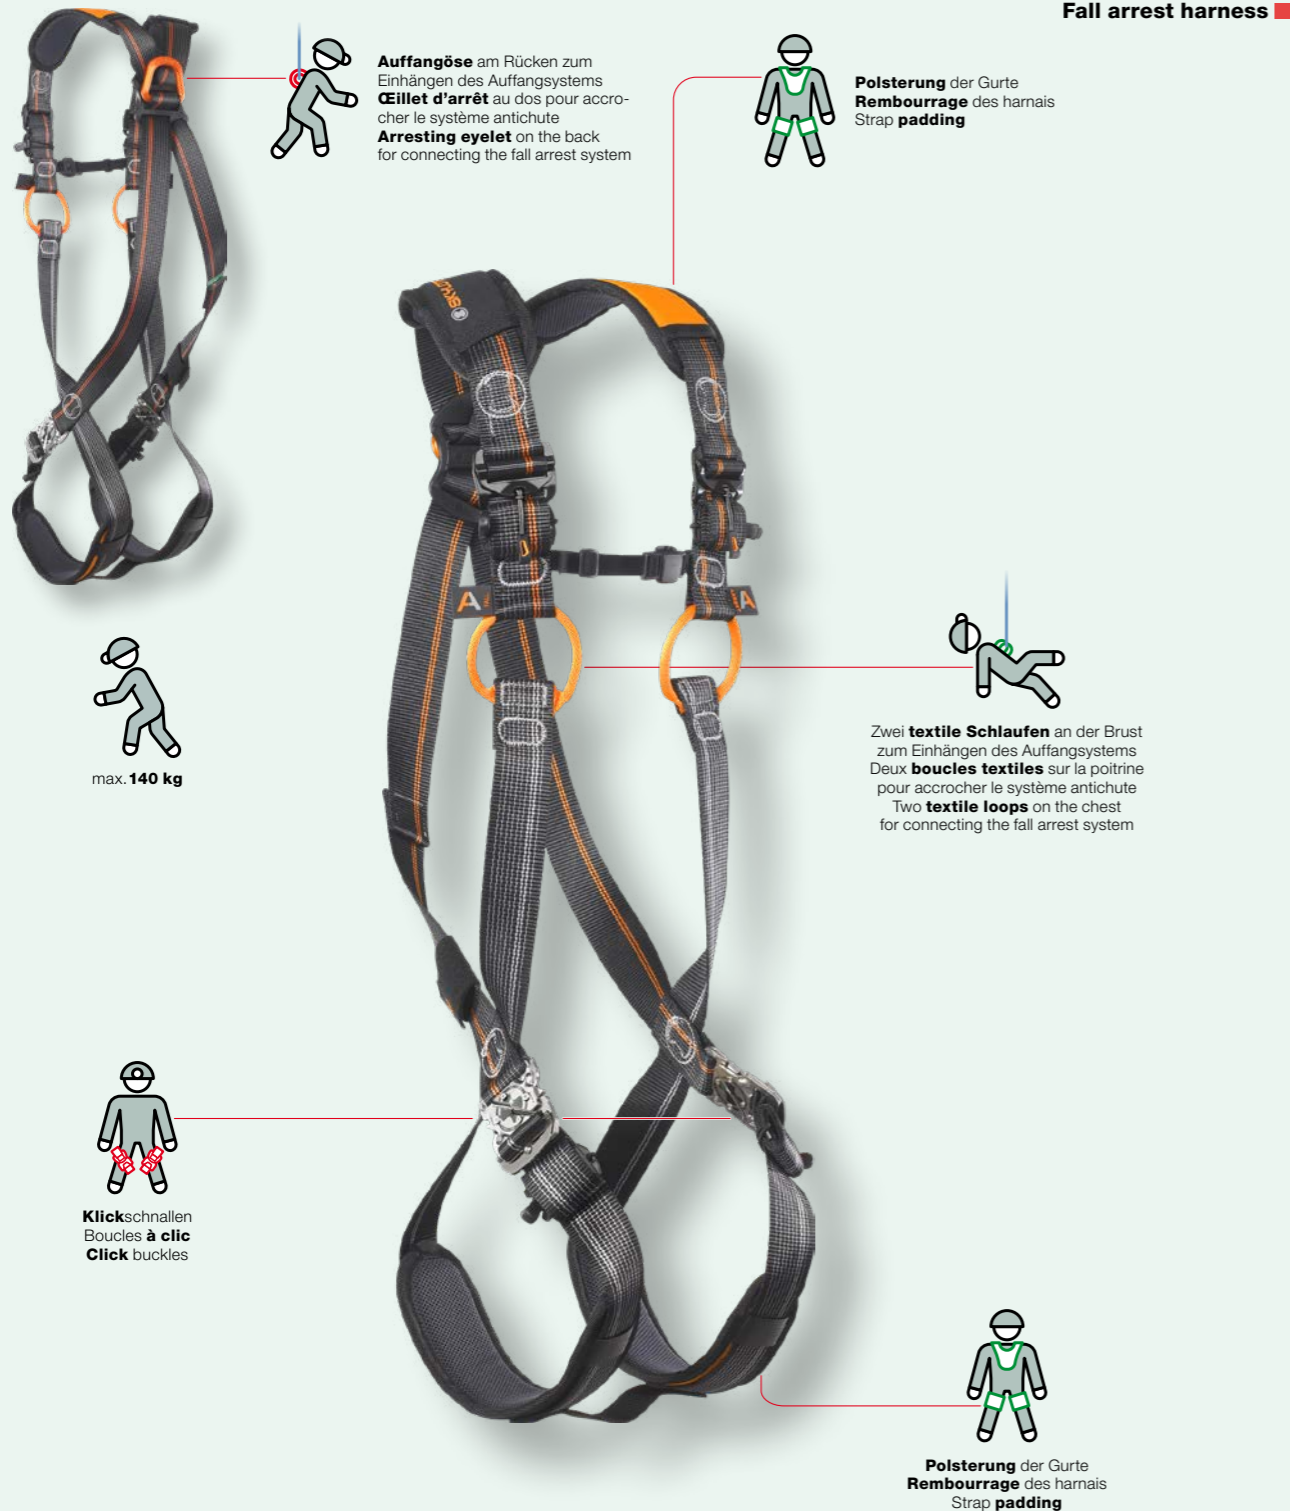 Fall arrest harness
Auffangöse am Rücken zum
Einhängen des Auffangsystems
Œillet d'arrêt au dos pour accro-
cher le système antichute
Arresting eyelet on the back
for connecting the fall arrest system
Polsterung der Gurte
Rembourrage des harnais
Strap padding
A
A
max. 140 kg
Zwei textile Schlaufen an der Brust
zum Einhängen des Auffangsystems
Deux boucles textiles sur la poitrine
pour accrocher le système antichute
Two textile loops on the chest
for connecting the fall arrest system
Klickschnallen
Boucles à clic
Click buckles
Polsterung der Gurte
Rembourrage des harnais
Strap padding